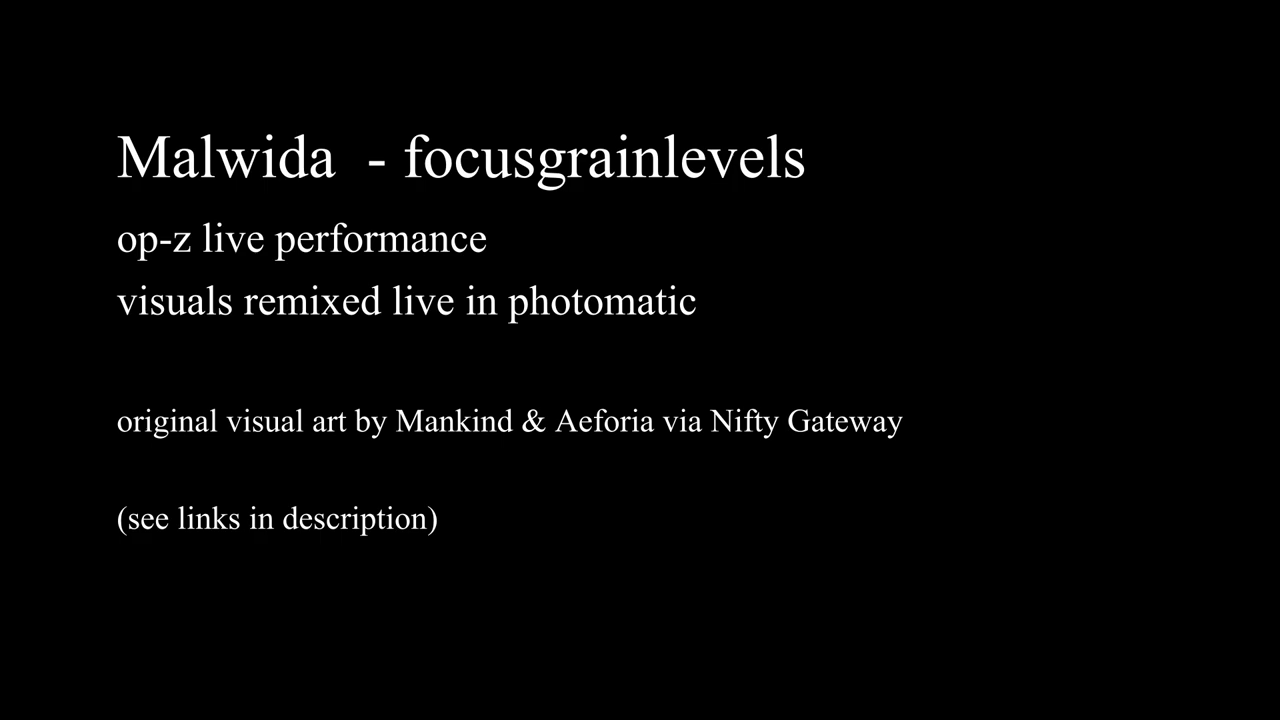 Malwida  - focusgrainlevels
op-z live performance
visuals remixed live in photomatic
original visual art by Mankind & Aeforia via Nifty Gateway
(see links in description)